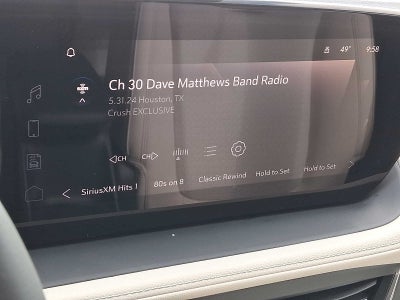 49° 9:58
Ch 30 Dave Matthews Band Radio
5.31.24 Houston, TX
Crush EXCLUSIVE
CH CH
SiriusXM Hits 1 80s on 8 Classic Rewind Hold to Set Hold to Set